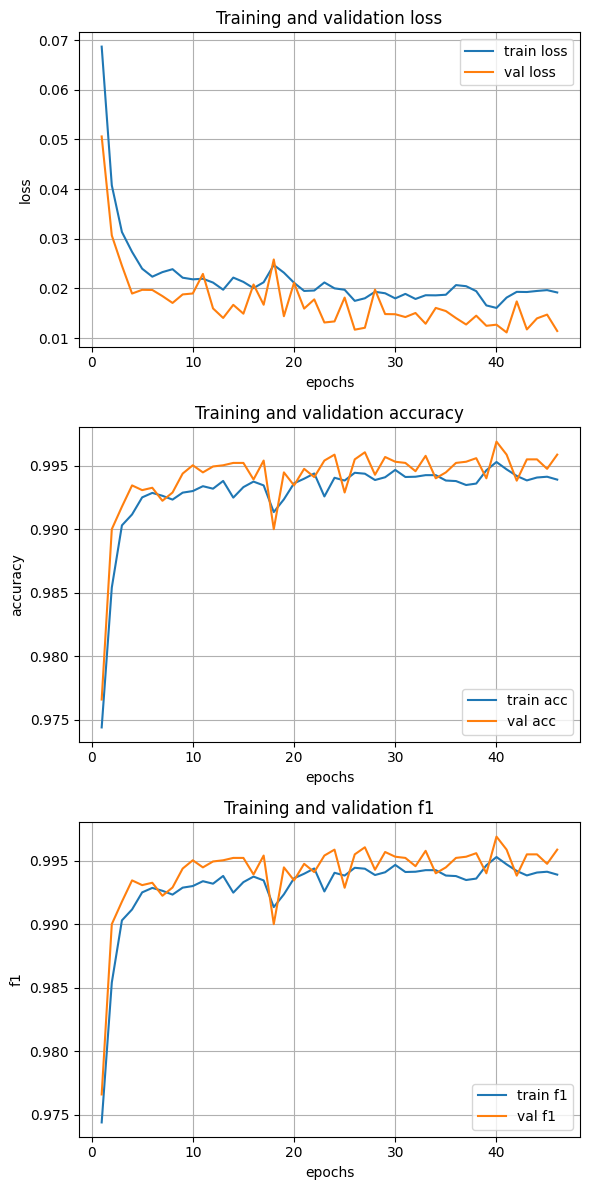 Training and validation loss
train loss
val loss
0.07
0.06
0.05
0.04
0.03
0.02
0.01
loss
0 10 20 30 40
epochs
Training and validation accuracy
0.995
0.990
0.985
0.980
0.975
accuracy
train acc
val acc
0 10 20 30 40
epochs
Training and validation f1
0.995
0.990
0.985
0.980
0.975
f1
train f1
val f1
0 10 20 30 40
epochs